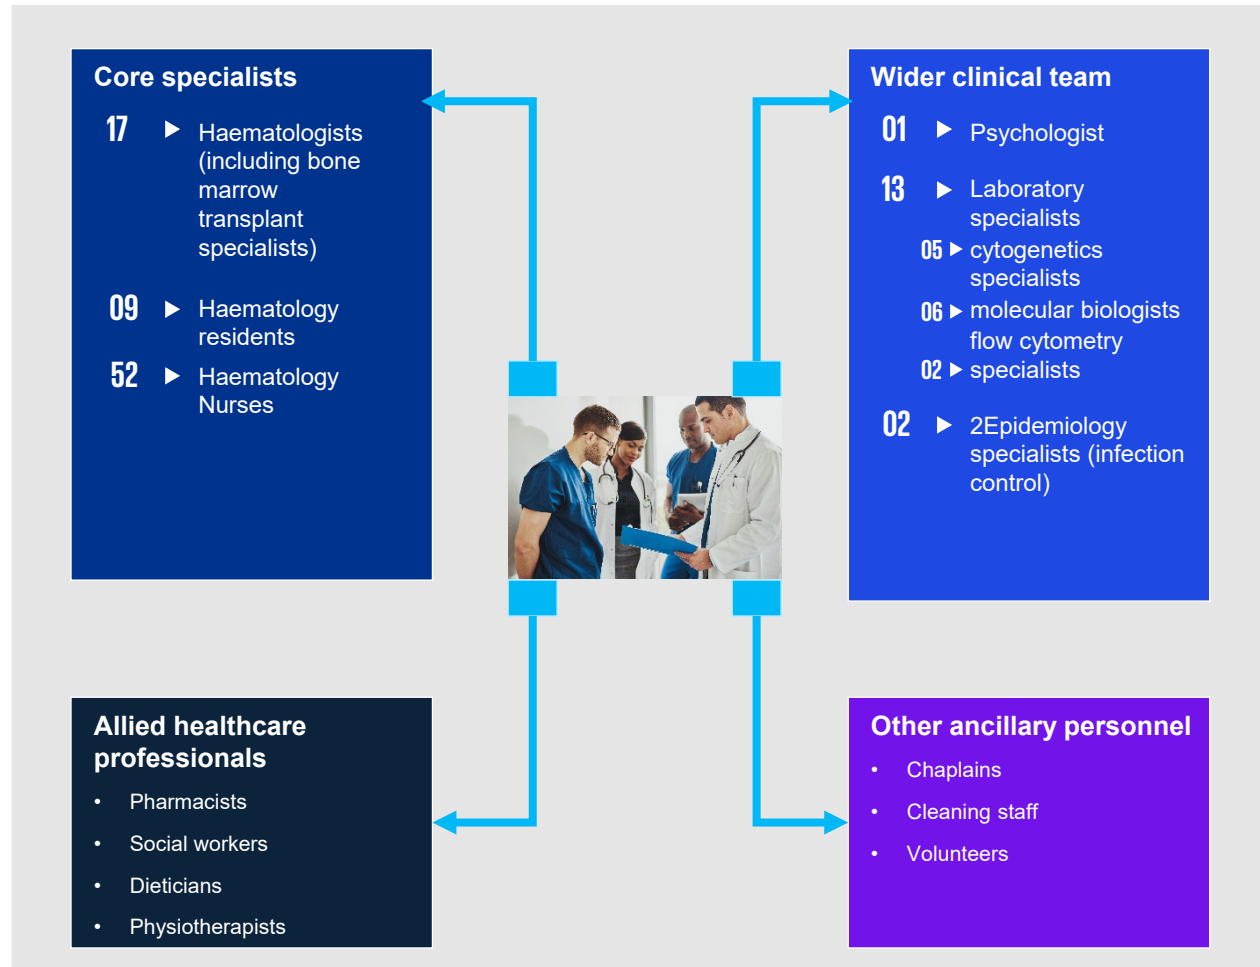 Core specialists
17 ▶ Haematologists
(including bone
marrow
transplant
specialists)
09 ▶ Haematology
residents
52 ▶ Haematology
Nurses
Wider clinical team
01 ▶ Psychologist
13 ▶ Laboratory
specialists
05 ▶ cytogenetics
specialists
06 ▶ molecular biologists
flow cytometry
02 ▶ specialists
02 ▶ 2Epidemiology
specialists (infection
control)
Allied healthcare
professionals
• Pharmacists
• Social workers
• Dieticians
• Physiotherapists
Other ancillary personnel
• Chaplains
• Cleaning staff
• Volunteers